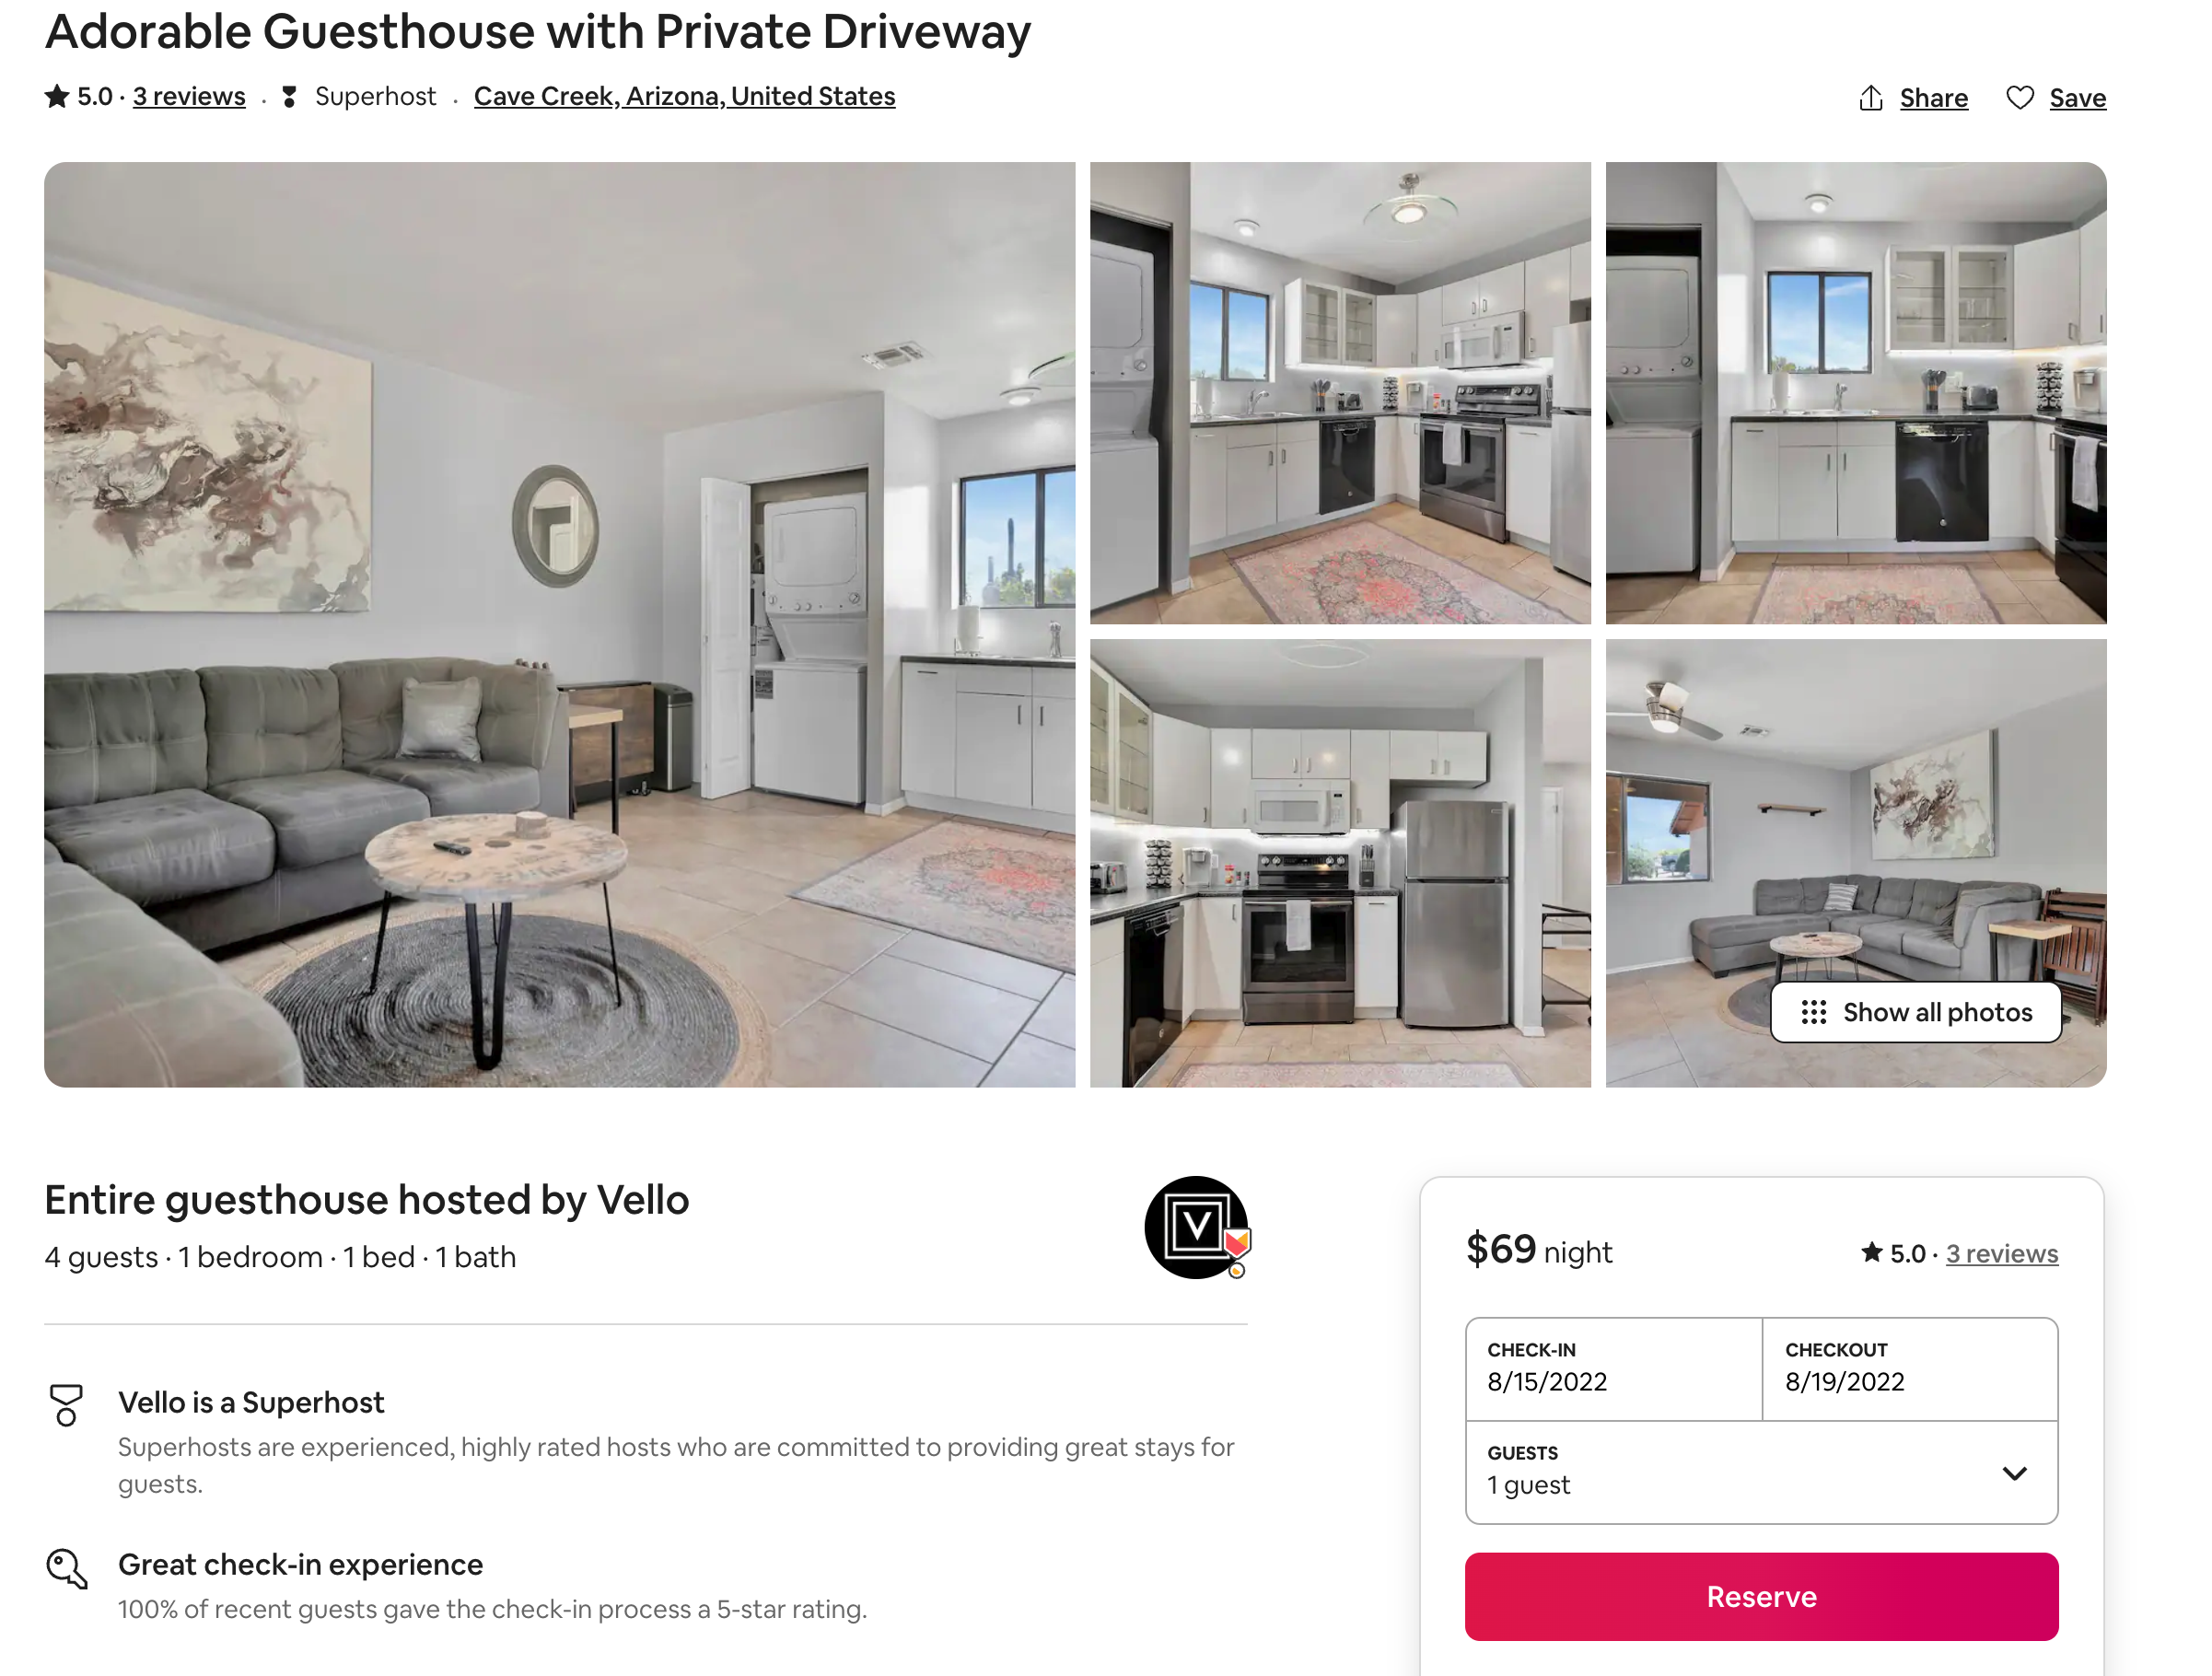 Adorable Guesthouse with Private Driveway
5.0 · 3 reviews · Superhost · Cave Creek, Arizona, United States
Share Save
Show all photos
Entire guesthouse hosted by Vello
4 guests · 1 bedroom · 1 bed · 1 bath
V
Vello is a Superhost
Superhosts are experienced, highly rated hosts who are committed to providing great stays for
guests.
Great check-in experience
100% of recent guests gave the check-in process a 5-star rating.
$69 night
5.0 · 3 reviews
CHECK-IN
8/15/2022
CHECKOUT
8/19/2022
GUESTS
1 guest
Reserve